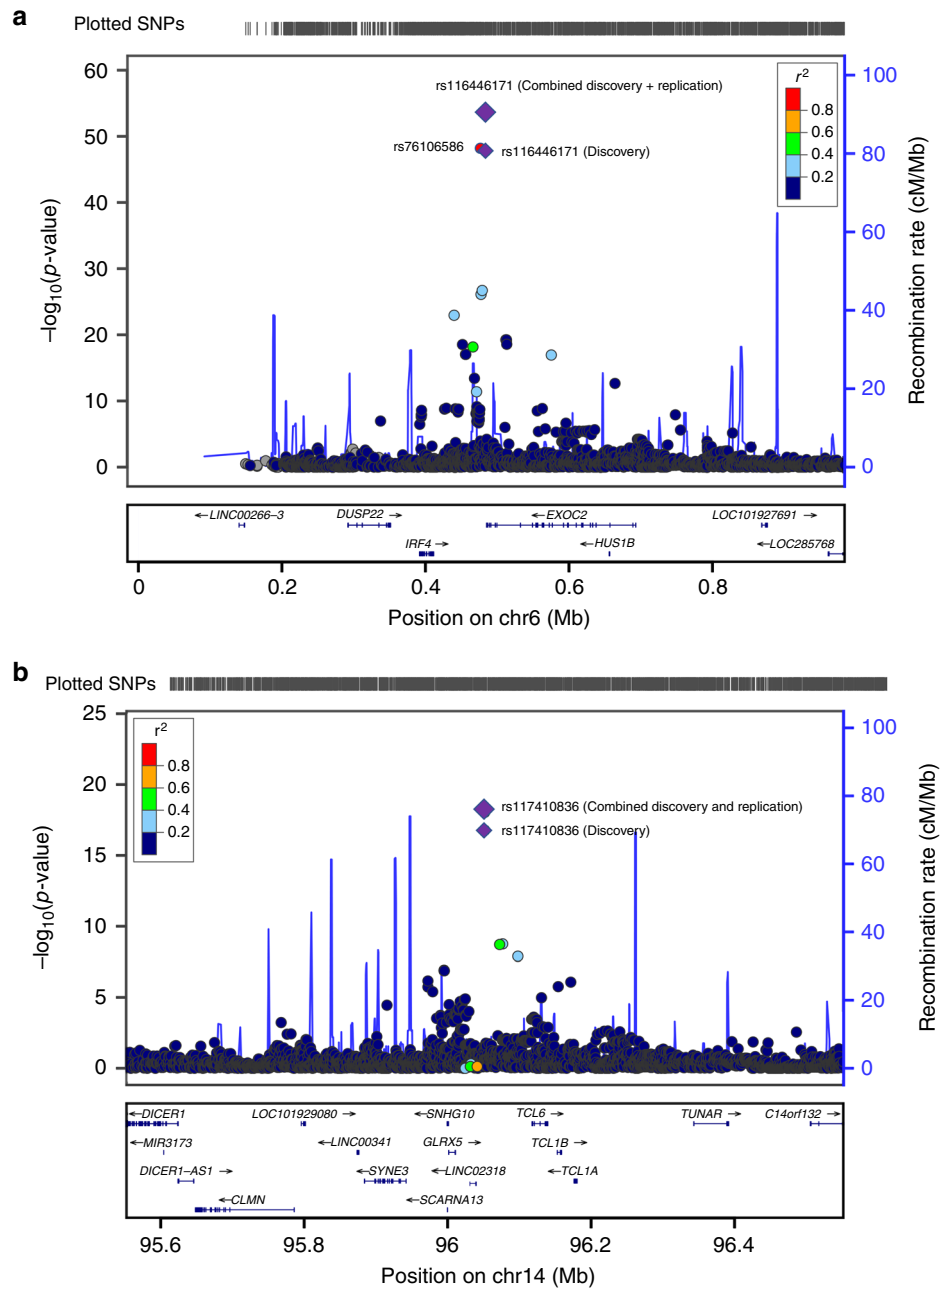 a
Plotted SNPs
60
50
40
30
20
10
0
–log10(p-value)
rs116446171 (Combined discovery + replication)
rs76106586
rs116446171 (Discovery)
r2
0.8
0.6
0.4
0.2
100
80
60
40
20
0
Recombination rate (cM/Mb)
←LINC00266–3
DUSP22→
←EXOC2
LOC101927691→
IRF4→
←HUS1B
←LOC285768
0
0.2
0.4
0.6
0.8
Position on chr6 (Mb)
b
Plotted SNPs
25
20
15
10
5
0
–log10(p-value)
r2
0.8
0.6
0.4
0.2
rs117410836 (Combined discovery and replication)
rs117410836 (Discovery)
100
80
60
40
20
0
Recombination rate (cM/Mb)
←DICER1
LOC101929080→
←SNHG10
TCL6→
TUNAR→
C14orf132→
←MIR3173
←LINC00341
GLRX5→
TCL1B→
DICER1–AS1→
←SYNE3
←LINC02318
←TCL1A
←CLMN
←SCARNA13
95.6
95.8
96
96.2
96.4
Position on chr14 (Mb)